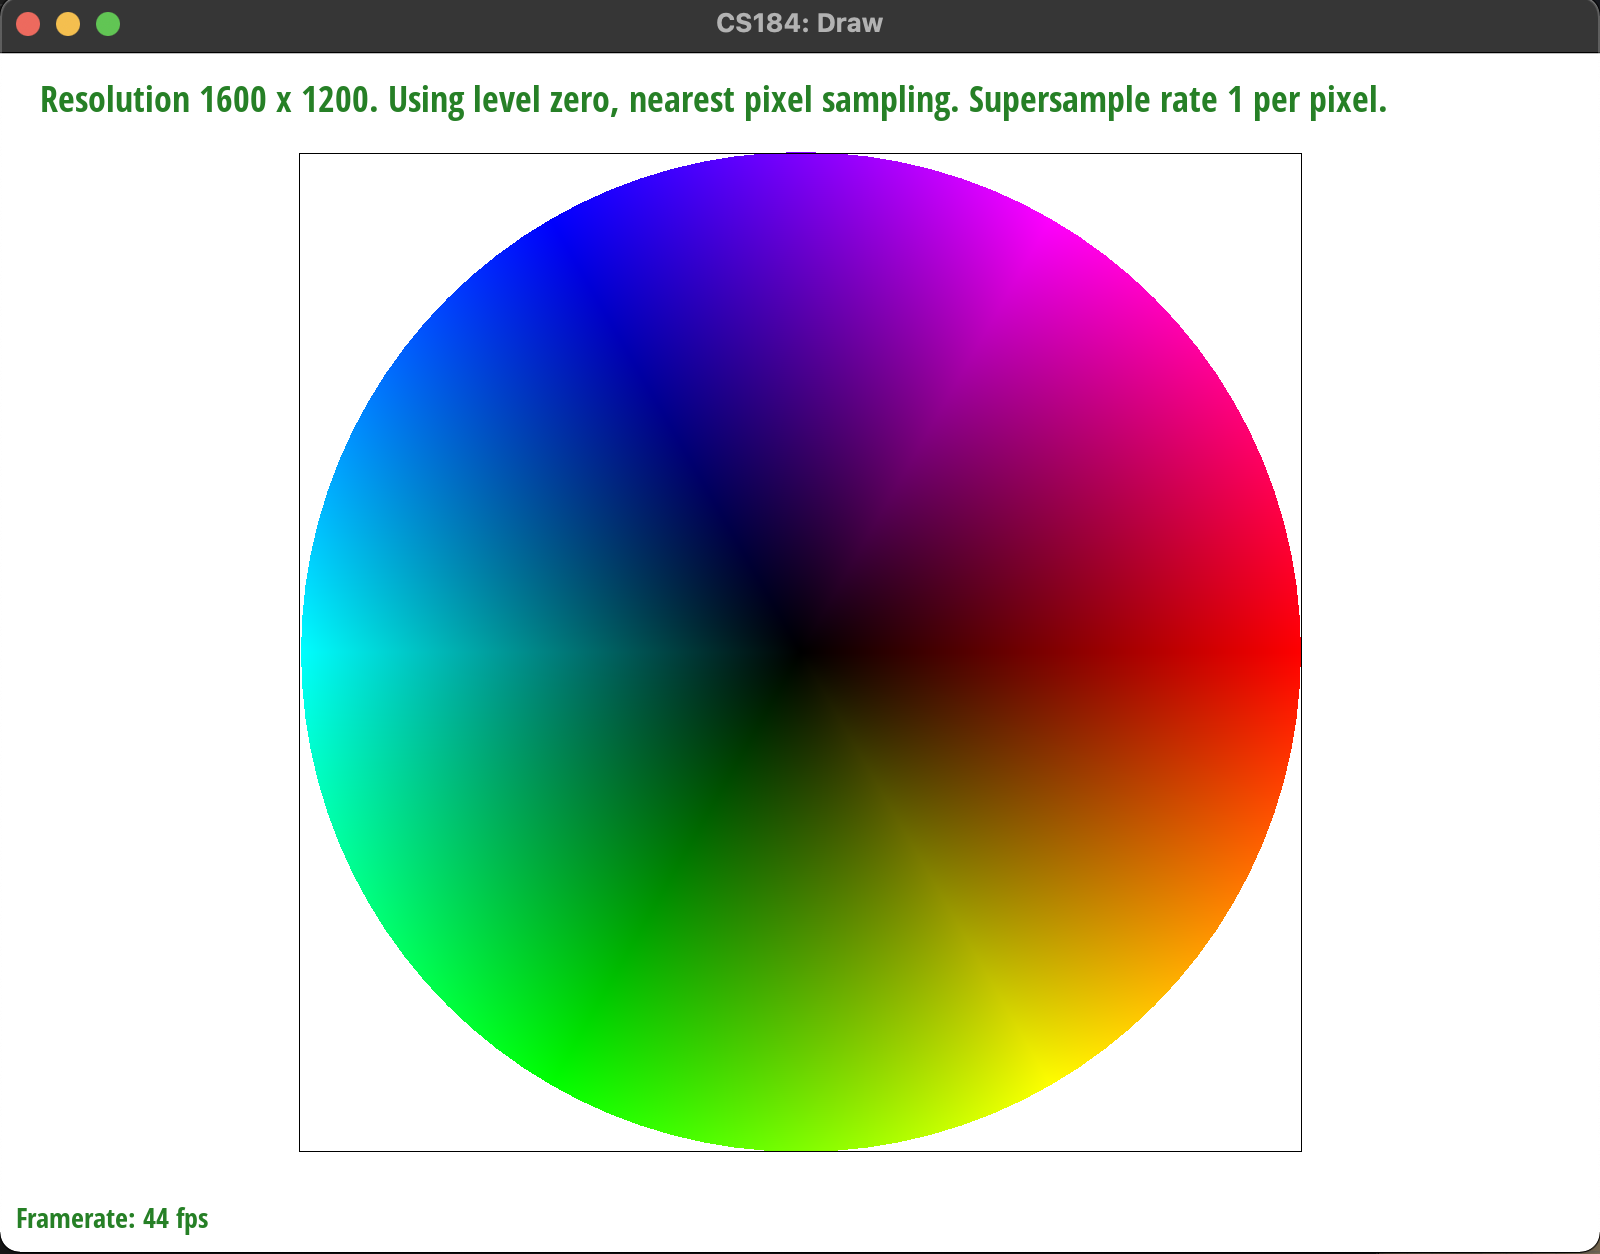 CS184: Draw
Resolution 1600 x 1200. Using level zero, nearest pixel sampling. Supersample rate 1 per pixel.
Framerate: 44 fps